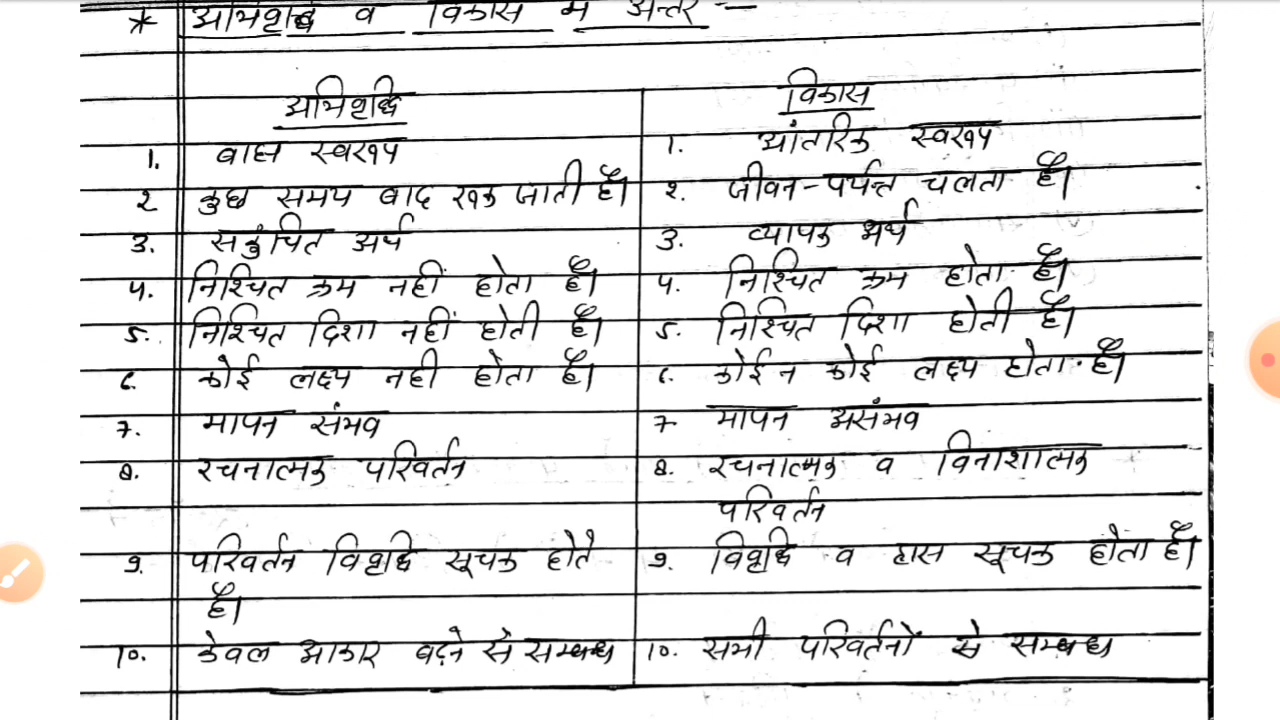 * अभिवृद्धि व विकास में अन्तर :-
अभिवृद्धि
विकास
1. बाह्य स्वरूप
1. आंतरिक स्वरूप
2 कुछ समय बाद रुक जाती है।
2. जीवन-पर्यन्त चलता है।
3. सकुंचित अर्थ
3. व्यापक अर्थ
4. निश्चित क्रम नहीं होता है।
4. निश्चित क्रम होता है।
5. निश्चित दिशा नहीं होती है।
5. निश्चित दिशा होती है।
6. कोई लक्ष्य नही होता है।
6. कोई न कोई लक्ष्य होता है।
7. मापन संभव
7 मापन असंभव
8. रचनात्मक परिवर्तन
8. रचनात्मक व विनाशात्मक
परिवर्तन
9. परिवर्तन विवृद्धि सूचक होते
है।
9. विवृद्धि व ह्रास सूचक होता है।
10. केवल आकार बढ़ने से सम्बन्ध
10. सभी परिवर्तनों से सम्बन्ध